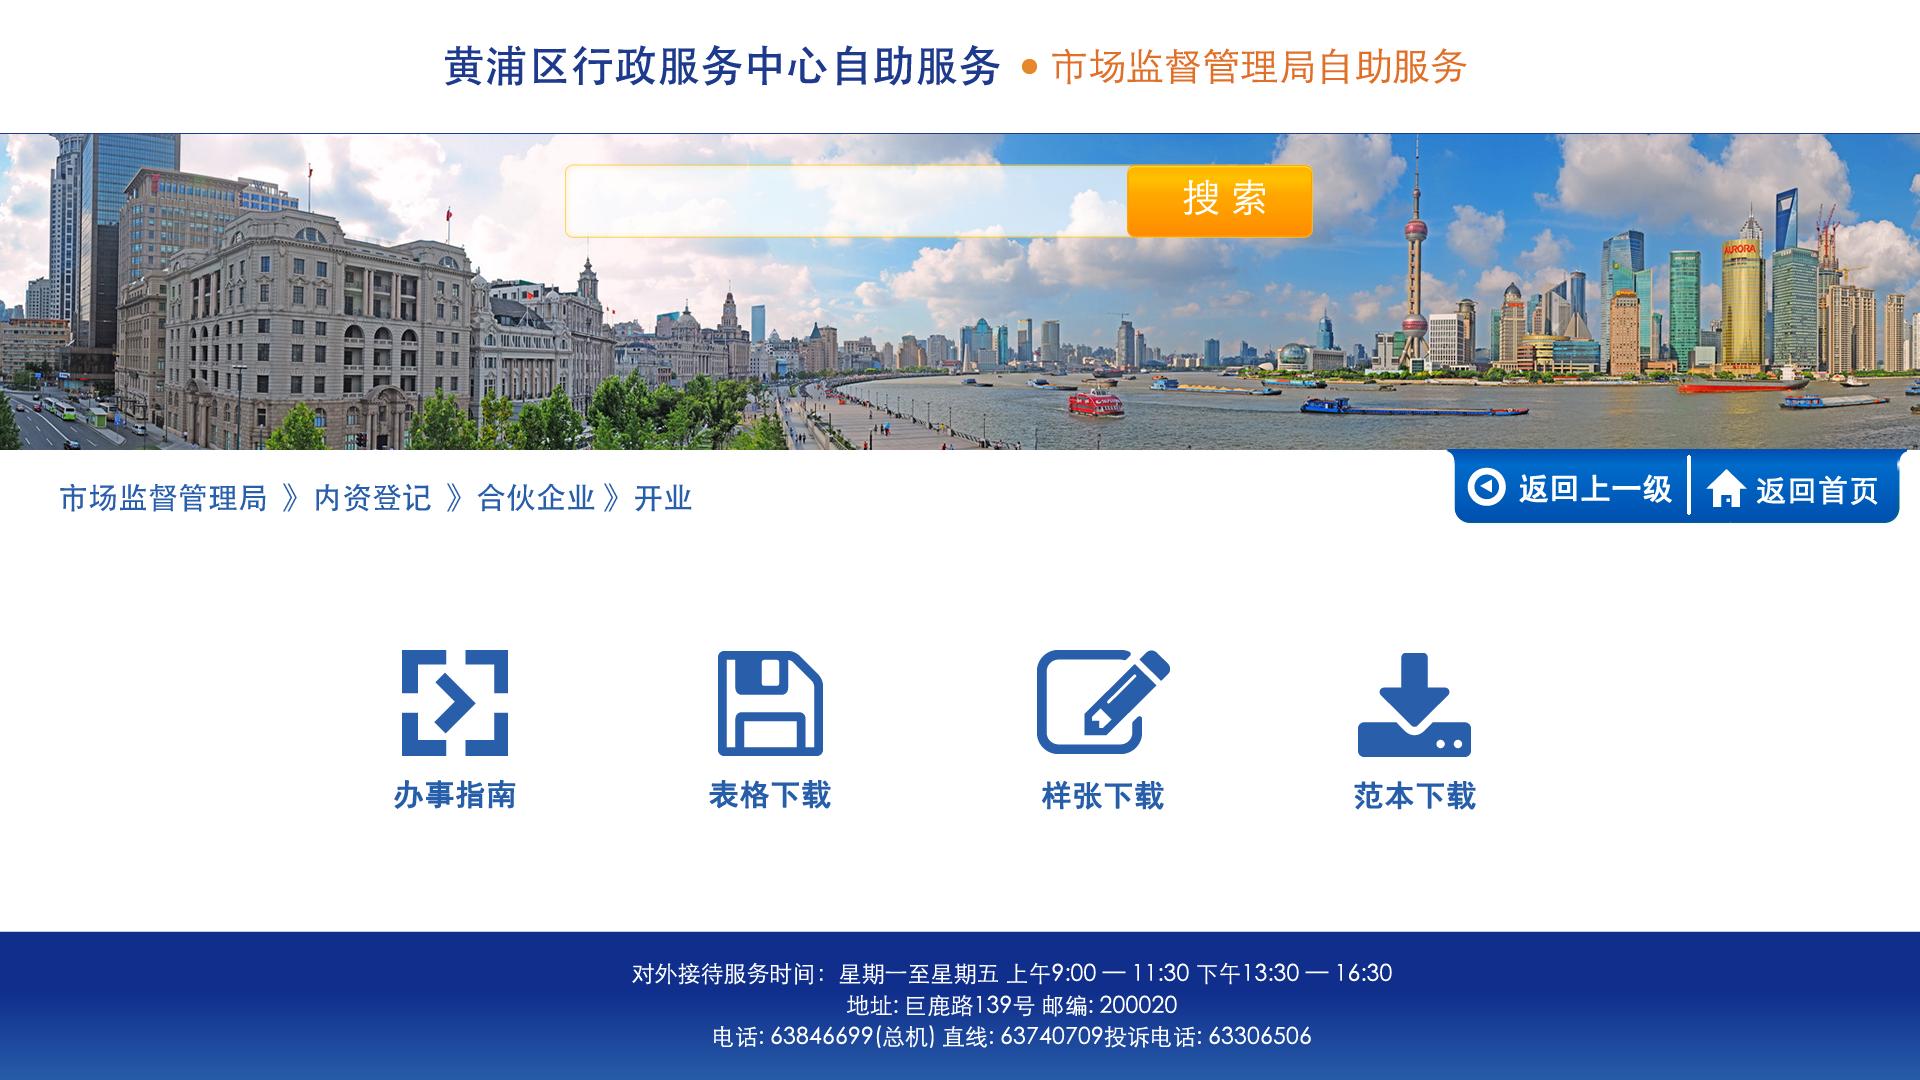 黄浦区行政服务中心自助服务 • 市场监督管理局自助服务
搜 索
AURORA
市场监督管理局 》内资登记 》合伙企业 》开业
返回上一级
返回首页
办事指南
表格下载
样张下载
范本下载
对外接待服务时间：星期一至星期五 上午9:00 — 11:30 下午13:30 — 16:30
地址: 巨鹿路139号 邮编: 200020
电话: 63846699(总机) 直线: 63740709投诉电话: 63306506